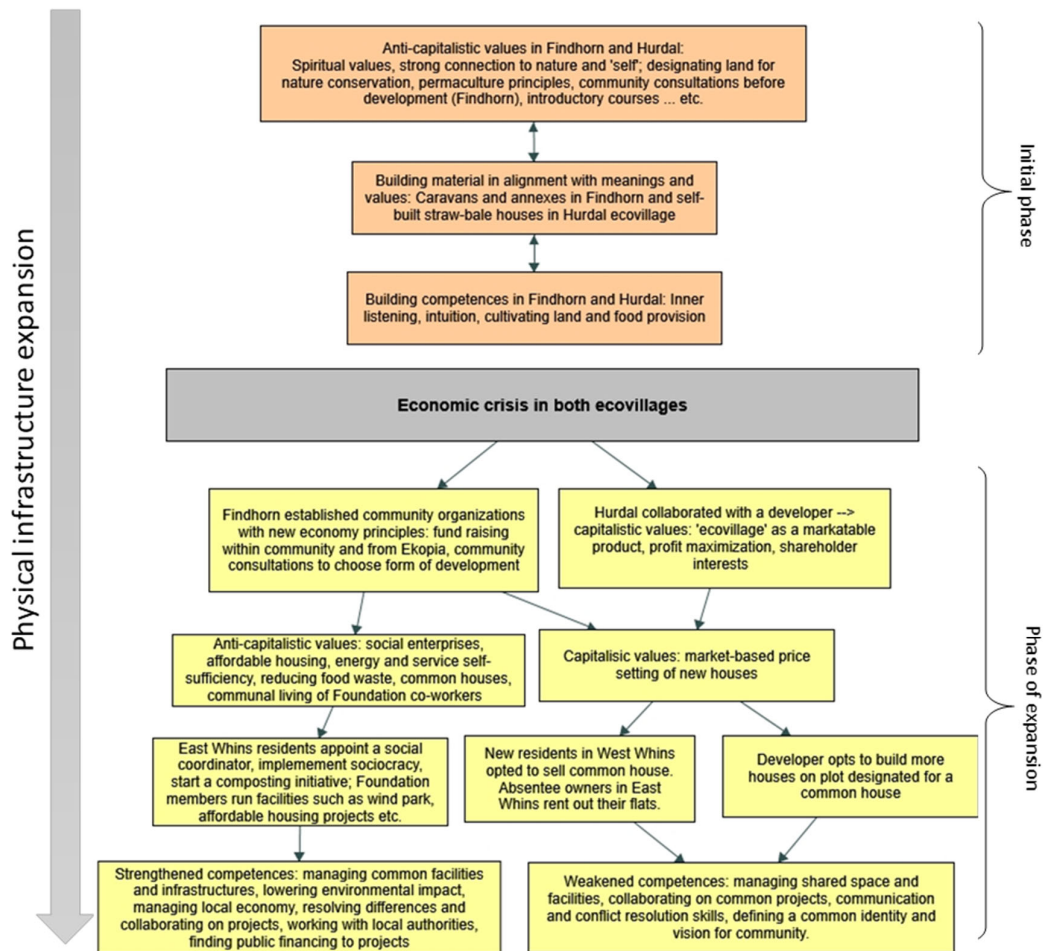 Physical infrastructure expansion
Anti-capitalistic values in Findhorn and Hurdal:
Spiritual values, strong connection to nature and 'self'; designating land for
nature conservation, permaculture principles, community consultations before
development (Findhorn), introductory courses ... etc.
Building material in alignment with meanings and
values: Caravans and annexes in Findhorn and self-
built straw-bale houses in Hurdal ecovillage
Building competences in Findhorn and Hurdal: Inner
listening, intuition, cultivating land and food provision
Initial phase
Economic crisis in both ecovillages
Findhorn established community organizations
with new economy principles: fund raising
within community and from Ekopia, community
consultations to choose form of development
Hurdal collaborated with a developer -->
capitalistic values: 'ecovillage' as a markatable
product, profit maximization, shareholder
interests
Anti-capitalistic values: social enterprises,
affordable housing, energy and service self-
sufficiency, reducing food waste, common houses,
communal living of Foundation co-workers
Capitalisic values: market-based price
setting of new houses
East Whins residents appoint a social
coordinator, implement sociocracy,
start a composting initiative; Foundation
members run facilities such as wind park,
affordable housing projects etc.
New residents in West Whins
opted to sell common house.
Absentee owners in East
Whins rent out their flats.
Developer opts to build more
houses on plot designated for a
common house
Strengthened competences: managing common facilities
and infrastructures, lowering environmental impact,
managing local economy, resolving differences and
collaborating on projects, working with local authorities,
finding public financing to projects
Weakened competences: managing shared space and
facilities, collaborating on common projects, communication
and conflict resolution skills, defining a common identity and
vision for community.
Phase of expansion